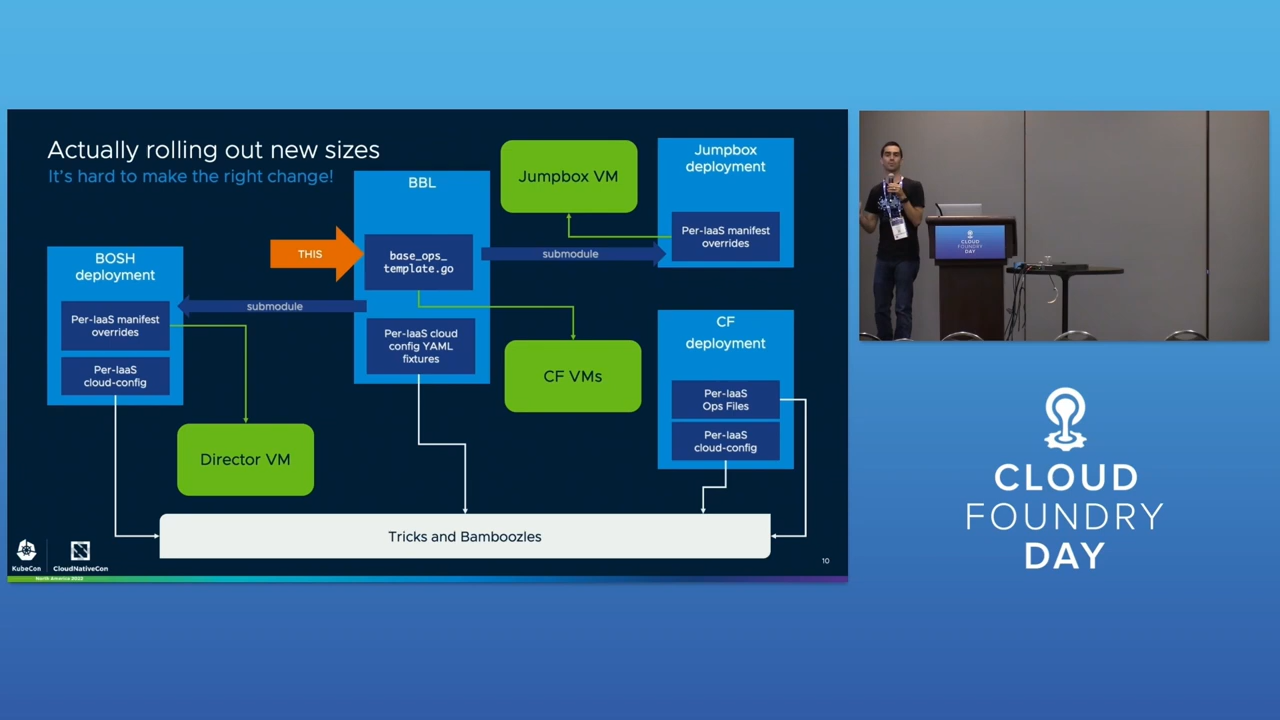 Actually rolling out new sizes
It's hard to make the right change!
BOSH
deployment
Per-IaaS manifest
overrides
Per-IaaS
cloud-config
submodule
THIS
BBL
base_ops_
template.go
Per-IaaS cloud
config YAML
fixtures
submodule
Jumpbox VM
Jumpbox
deployment
Per-IaaS manifest
overrides
CF VMs
CF
deployment
Per-IaaS
Ops Files
Per-IaaS
cloud-config
Director VM
Tricks and Bamboozles
KubeCon
CloudNativeCon
North America 2022
10
CLOUD
FOUNDRY
DAY
CLOUD
FOUNDRY
DAY